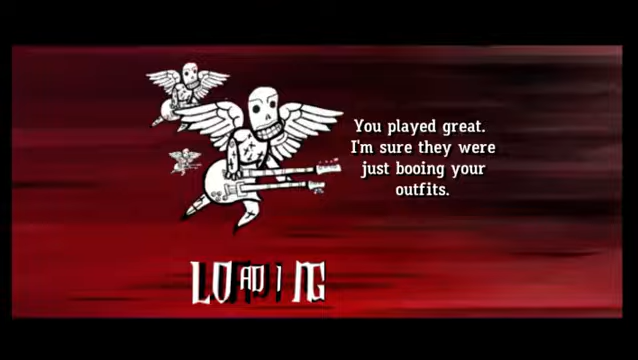 You played great.
I'm sure they were
just booing your
outfits.
LOADING